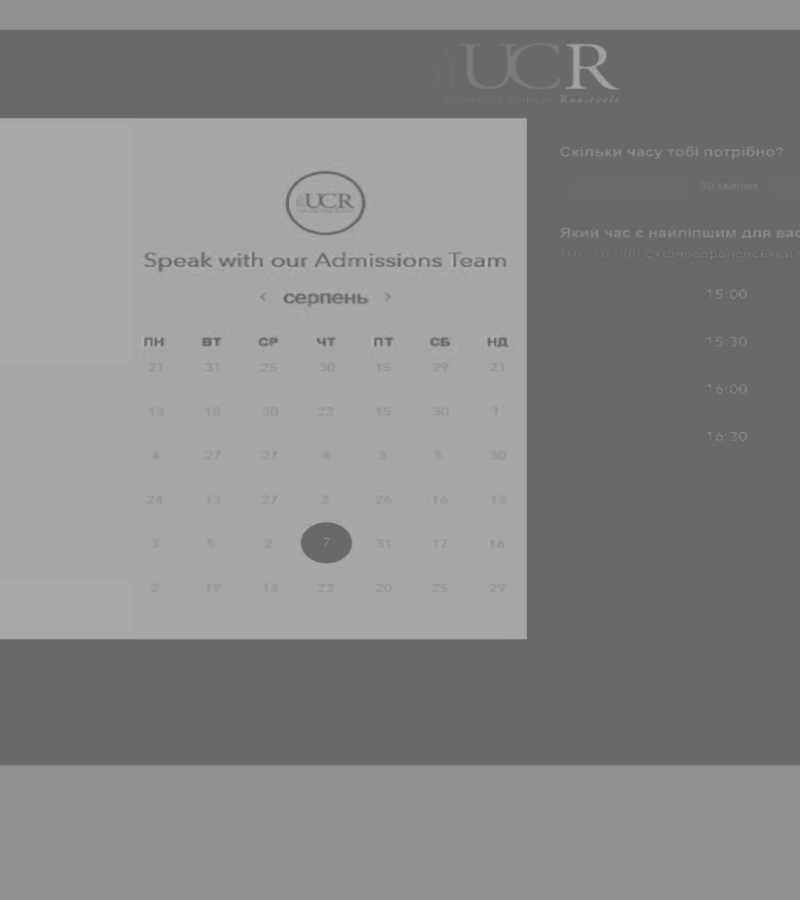 UCR
University College Roosevelt
UCR
Speak with our Admissions Team
< серпень >
ПН ВТ СР ЧТ ПТ СБ НД
21 31 25 30 15 29 21
13 18 30 23 15 30 1
4 27 27 4 3 5 30
24 13 27 2 26 16 13
3 5 2 7 31 17 16
2 19 13 23 20 25 29
Скільки часу тобі потрібно?
30 хвилин
Який час є найліпшим для вас
Східноєвропейський
15:00
15:30
16:00
16:30